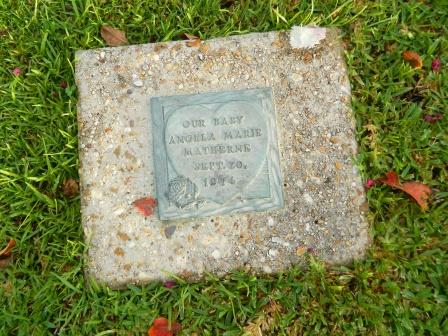 OUR BABY
ANGELA MARIE
MATHERNE
SEPT. 20,
1974